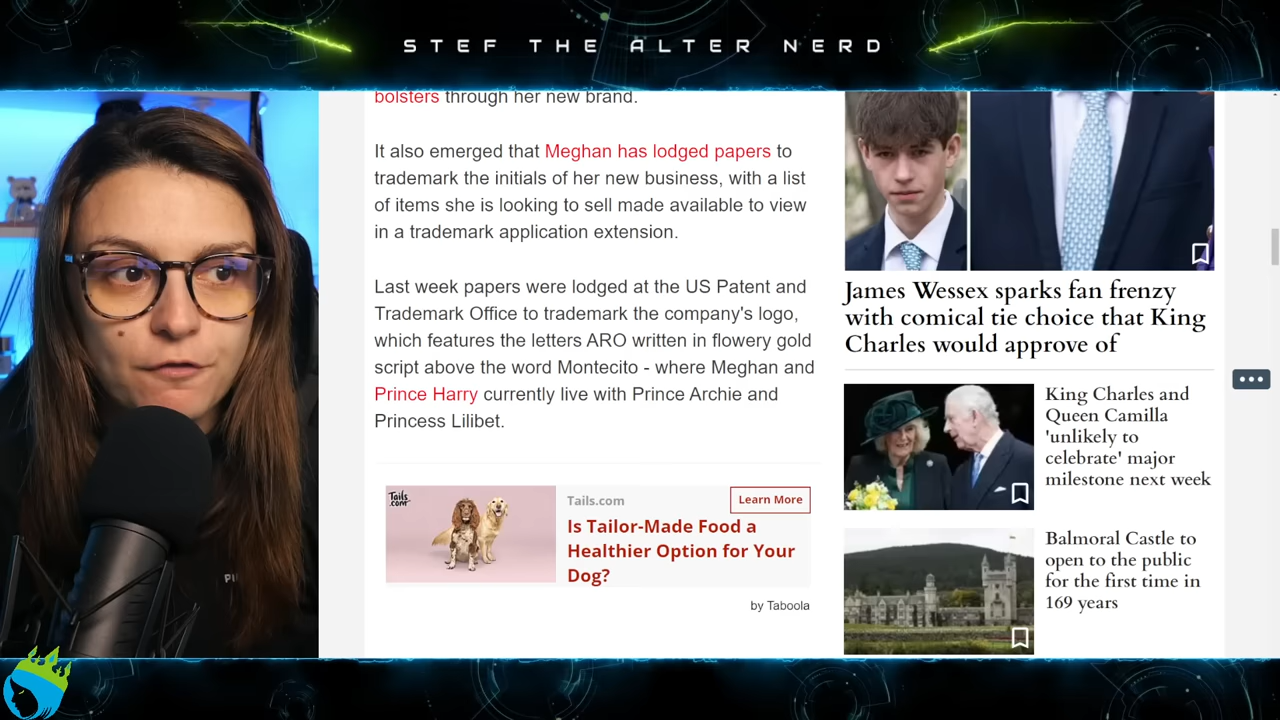 STEF THE ALTER NERD
bolsters through her new brand.
It also emerged that Meghan has lodged papers to
trademark the initials of her new business, with a list
of items she is looking to sell made available to view
in a trademark application extension.
Last week papers were lodged at the US Patent and
Trademark Office to trademark the company's logo,
which features the letters ARO written in flowery gold
script above the word Montecito - where Meghan and
Prince Harry currently live with Prince Archie and
Princess Lilibet.
Tails
.com
Tails.com
Learn More
Is Tailor-Made Food a
Healthier Option for Your
Dog?
by Taboola
James Wessex sparks fan frenzy
with comical tie choice that King
Charles would approve of
King Charles and
Queen Camilla
'unlikely to
celebrate' major
milestone next week
Balmoral Castle to
open to the public
for the first time in
169 years